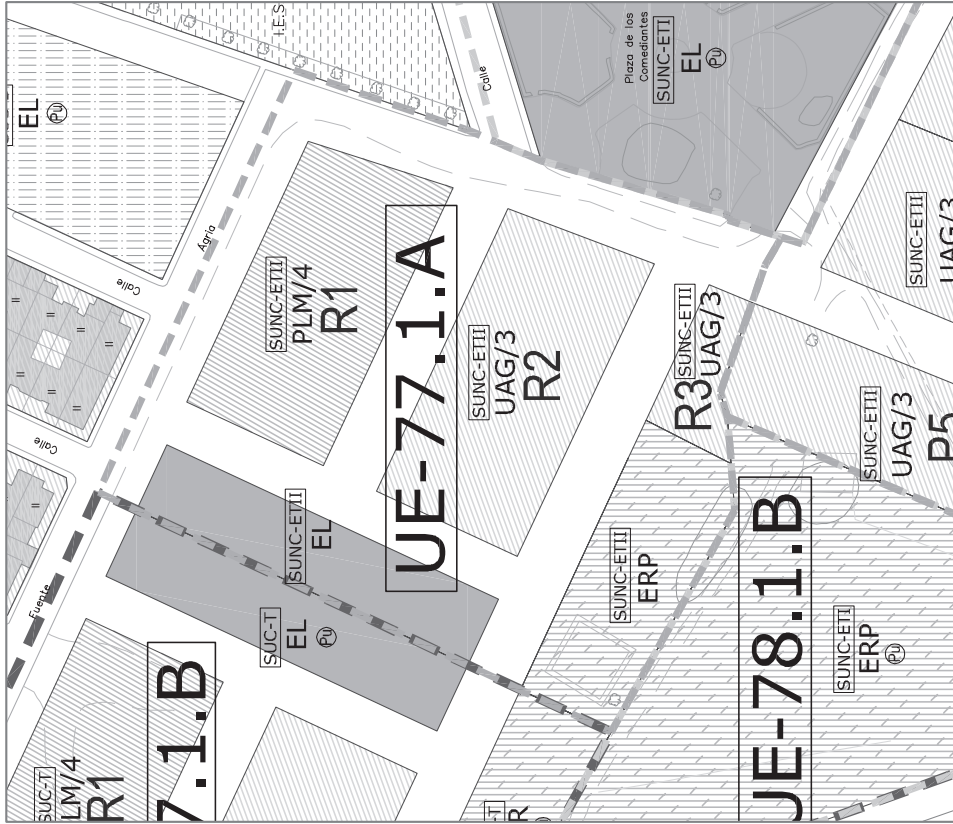 I.E.S.
EL
Pu
Calle
Plaza de los
Comediantes
SUNC-ETI
EL
Pu
Agria
Calle
SUNC-ETII
PLM/4
R1
UE-77.1.A
SUNC-ETII
UAG/3
R2
SUNC-ETII
UAG/3
R3
SUNC-ETII
UAG/3
Calle
Fuente
SUNC-ETII
EL
SUC-T
EL
Pu
SUNC-ETII
UAG/3
P5
SUNC-ETII
ERP
UE-78.1.B
SUNC-ETI
ERP
Pu
SUC-T
LM/4
R1
7.1.B
-T
R